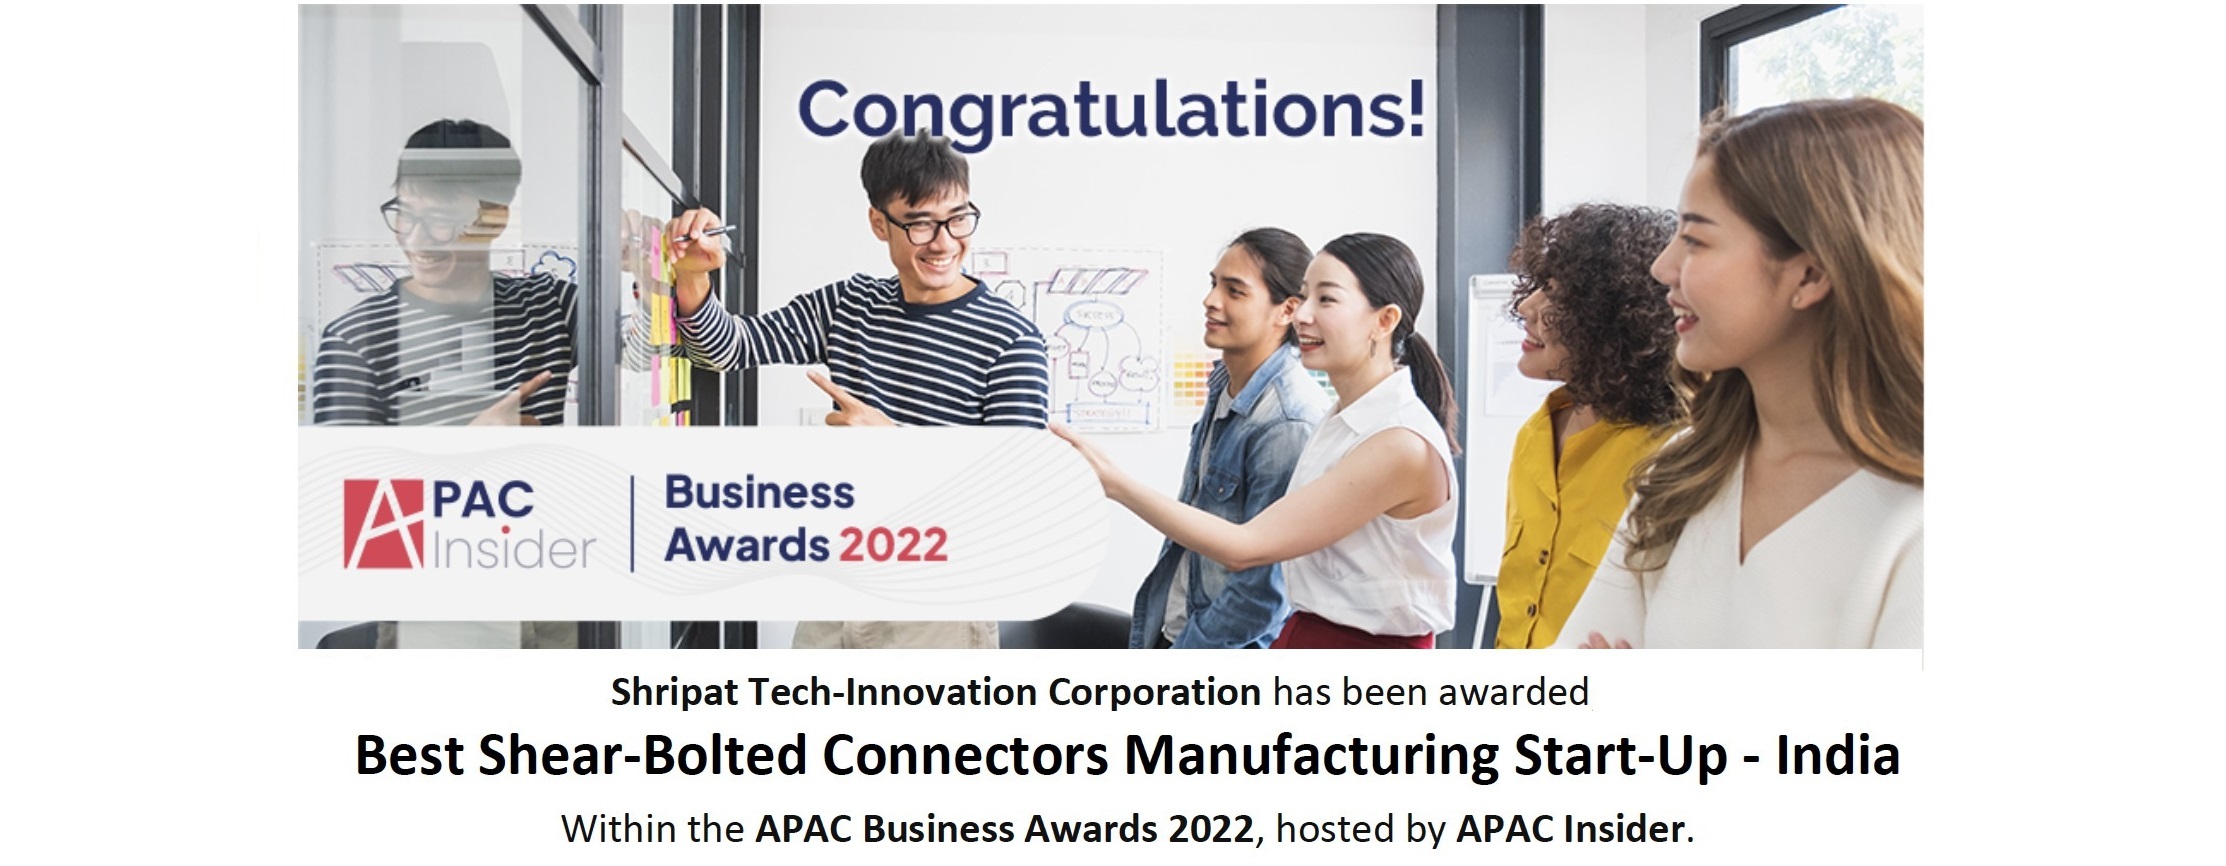 Congratulations!
APAC
Insider
Business
Awards 2022
SUCCESS
Shripat Tech-Innovation Corporation has been awarded
Best Shear-Bolted Connectors Manufacturing Start-Up - India
Within the APAC Business Awards 2022, hosted by APAC Insider.